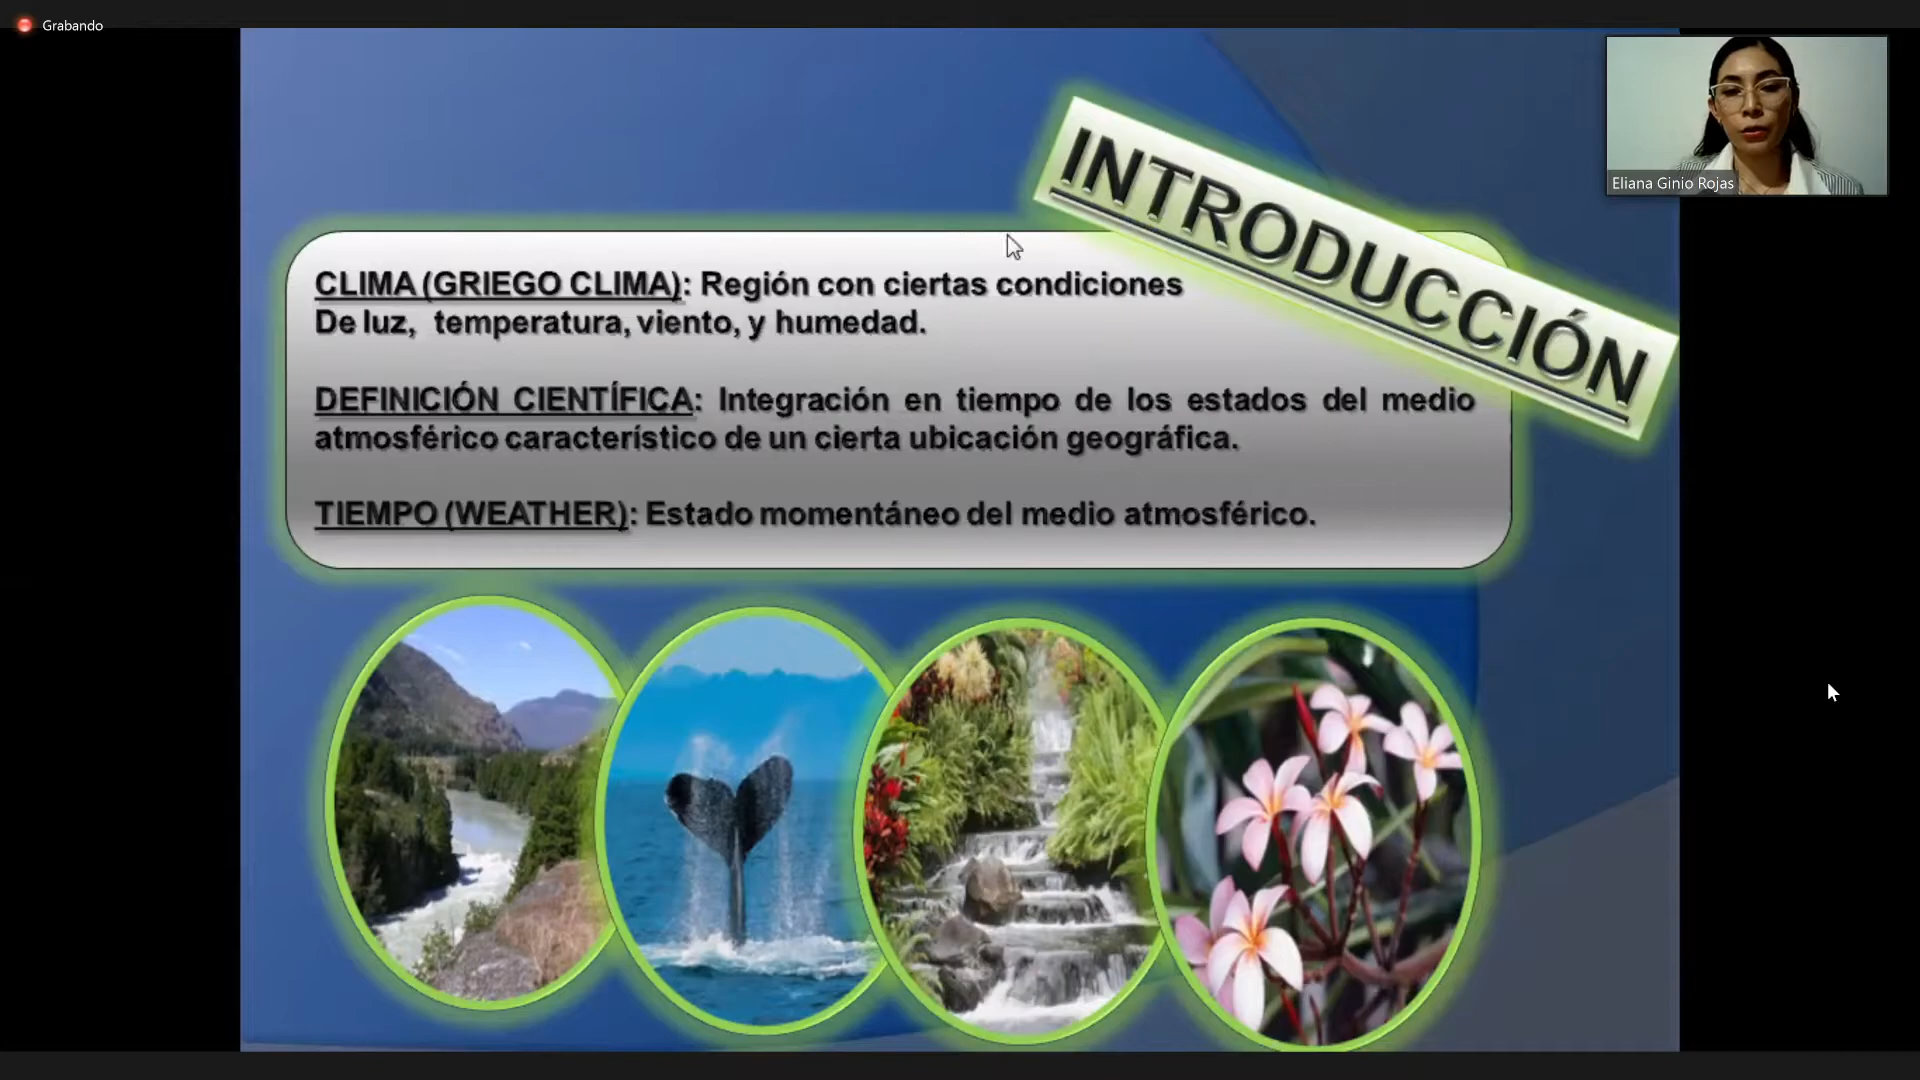 Grabando
INTRODUCCIÓN
CLIMA (GRIEGO CLIMA): Región con ciertas condiciones
De luz, temperatura, viento, y humedad.
DEFINICIÓN CIENTÍFICA: Integración en tiempo de los estados del medio
atmosférico característico de un cierta ubicación geográfica.
TIEMPO (WEATHER): Estado momentáneo del medio atmosférico.
Eliana Ginio Rojas